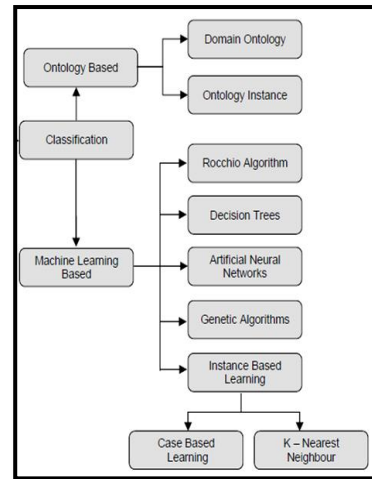 Domain Ontology
Ontology Based
Ontology Instance
Classification
Rocchio Algorithm
Decision Trees
Machine Learning
Based
Artificial Neural
Networks
Genetic Algorithms
Instance Based
Learning
Case Based
Learning
K – Nearest
Neighbour